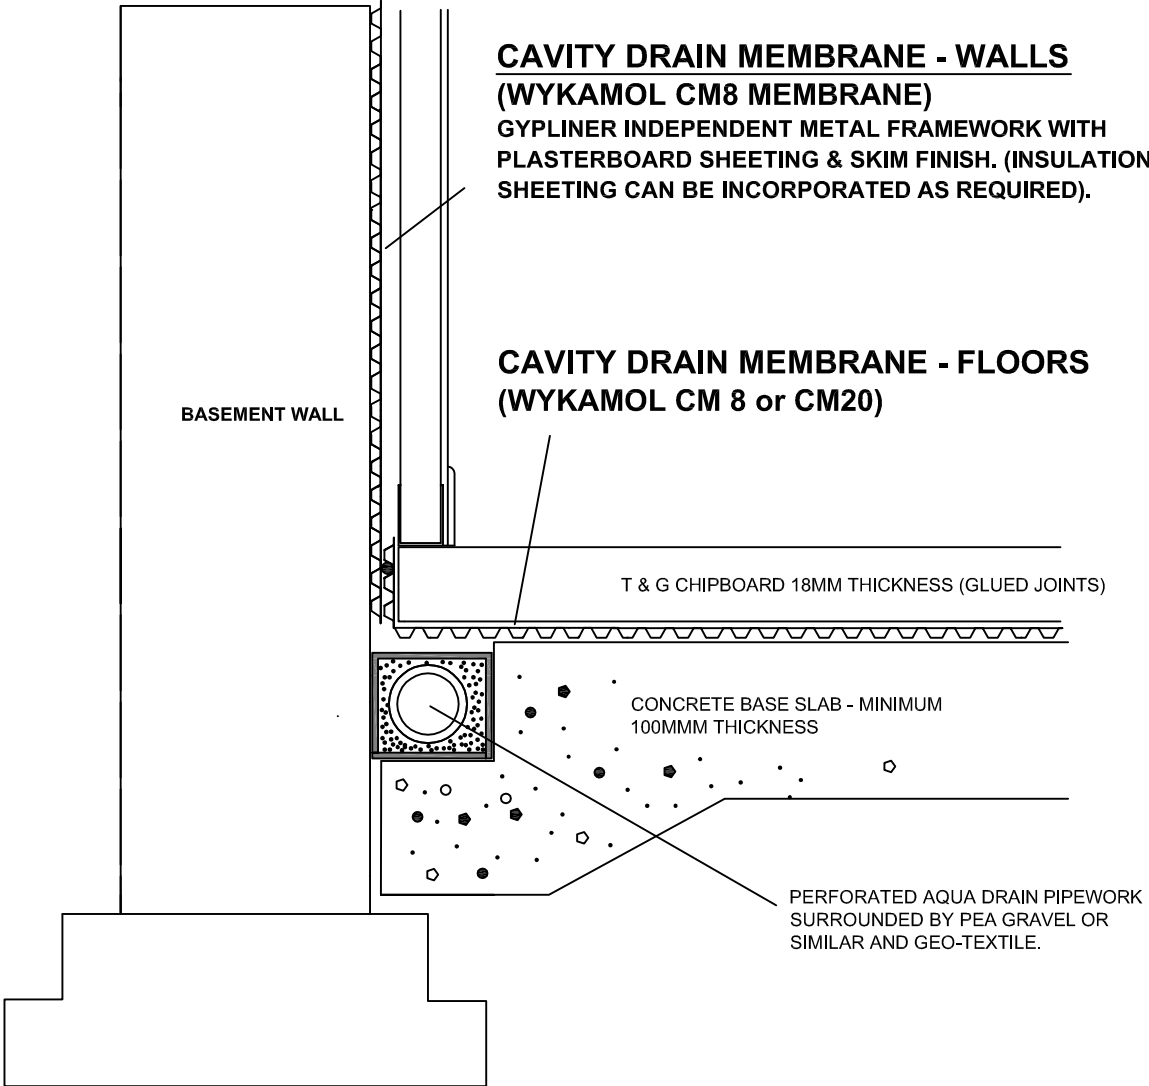 CAVITY DRAIN MEMBRANE - WALLS
(WYKAMOL CM8 MEMBRANE)
GYPLINER INDEPENDENT METAL FRAMEWORK WITH
PLASTERBOARD SHEETING & SKIM FINISH. (INSULATION
SHEETING CAN BE INCORPORATED AS REQUIRED).
CAVITY DRAIN MEMBRANE - FLOORS
(WYKAMOL CM 8 or CM20)
BASEMENT WALL
T & G CHIPBOARD 18MM THICKNESS (GLUED JOINTS)
CONCRETE BASE SLAB - MINIMUM
100MMM THICKNESS
PERFORATED AQUA DRAIN PIPEWORK
SURROUNDED BY PEA GRAVEL OR
SIMILAR AND GEO-TEXTILE.